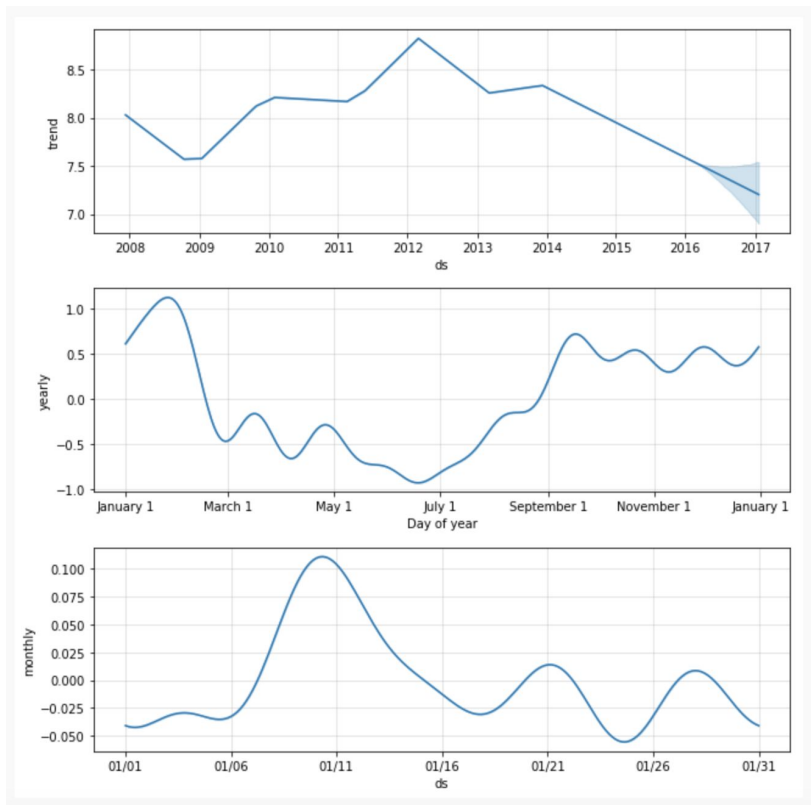 8.5
8.0
7.5
7.0
trend
2008 2009 2010 2011 2012 2013 2014 2015 2016 2017
ds
1.0
0.5
0.0
−0.5
−1.0
yearly
January 1 March 1 May 1 July 1 September 1 November 1 January 1
Day of year
0.100
0.075
0.050
0.025
0.000
−0.025
−0.050
monthly
01/01 01/06 01/11 01/16 01/21 01/26 01/31
ds